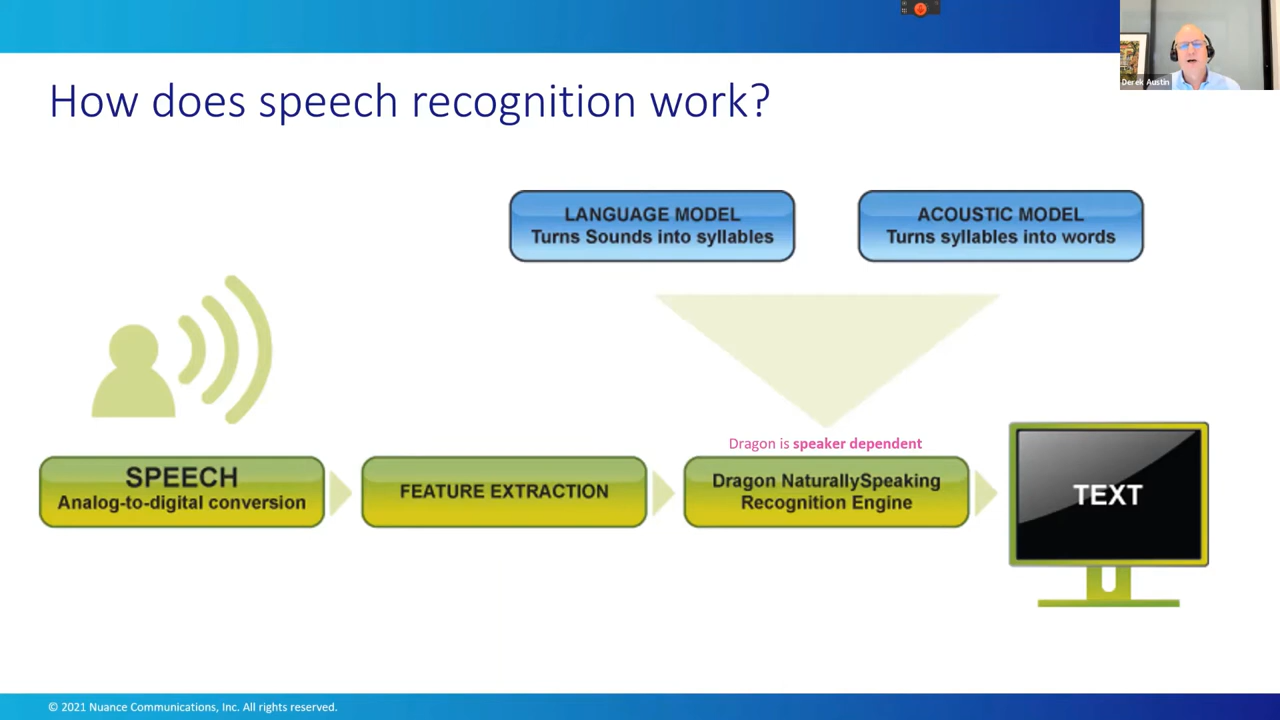 Derek Austin
How does speech recognition work?
LANGUAGE MODEL
Turns Sounds into syllables
ACOUSTIC MODEL
Turns syllables into words
Dragon is speaker dependent
SPEECH
Analog-to-digital conversion
FEATURE EXTRACTION
Dragon NaturallySpeaking
Recognition Engine
TEXT
© 2021 Nuance Communications, Inc. All rights reserved.